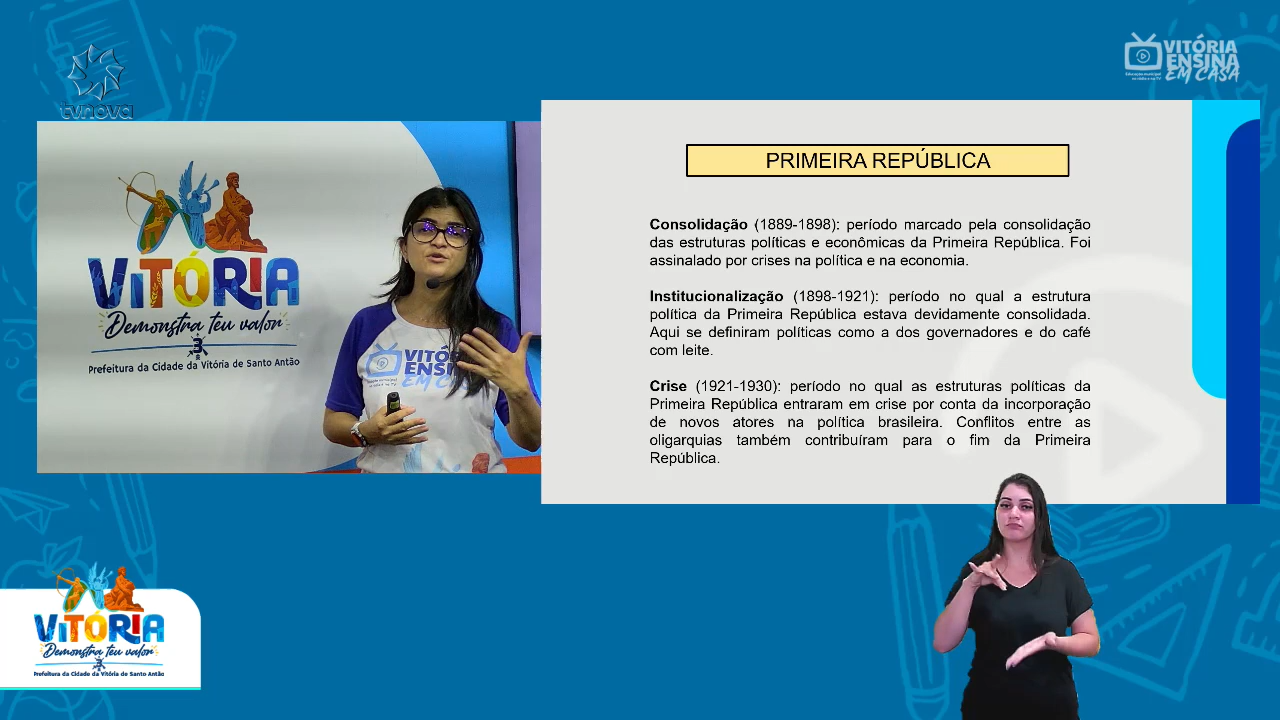 tvnova
VITÓRIA
ENSINA
EM CASA
VITÓRIA
Demonstra teu valor
Prefeitura da Cidade da Vitória de Santo Antão
VITÓRIA
ENSINA
EM CASA
PRIMEIRA REPÚBLICA
Consolidação (1889-1898): período marcado pela consolidação
das estruturas políticas e econômicas da Primeira República. Foi
assinalado por crises na política e na economia.
Institucionalização (1898-1921): período no qual a estrutura
política da Primeira República estava devidamente consolidada.
Aqui se definiram políticas como a dos governadores e do café
com leite.
Crise (1921-1930): período no qual as estruturas políticas da
Primeira República entraram em crise por conta da incorporação
de novos atores na política brasileira. Conflitos entre as
oligarquias também contribuíram para o fim da Primeira
República.
VITÓRIA
Demonstra teu valor
Prefeitura da Cidade da Vitória de Santo Antão